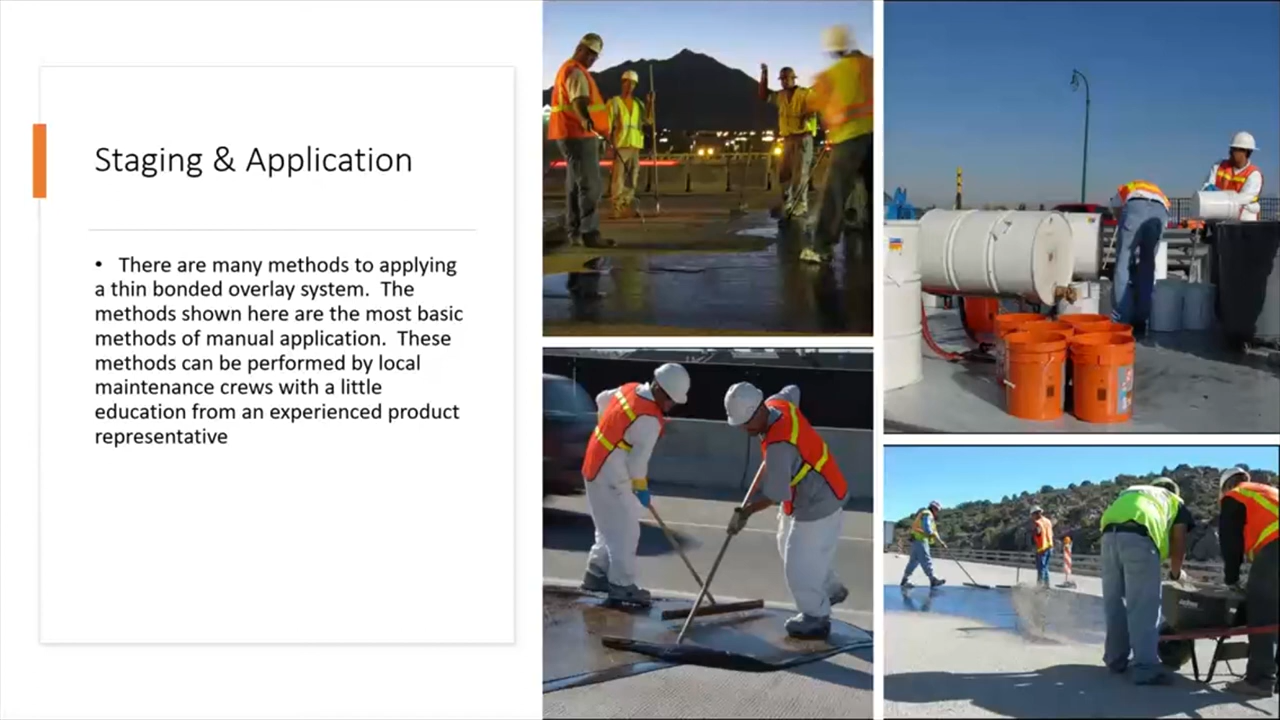 Staging & Application
• There are many methods to applying
a thin bonded overlay system. The
methods shown here are the most basic
methods of manual application. These
methods can be performed by local
maintenance crews with a little
education from an experienced product
representative